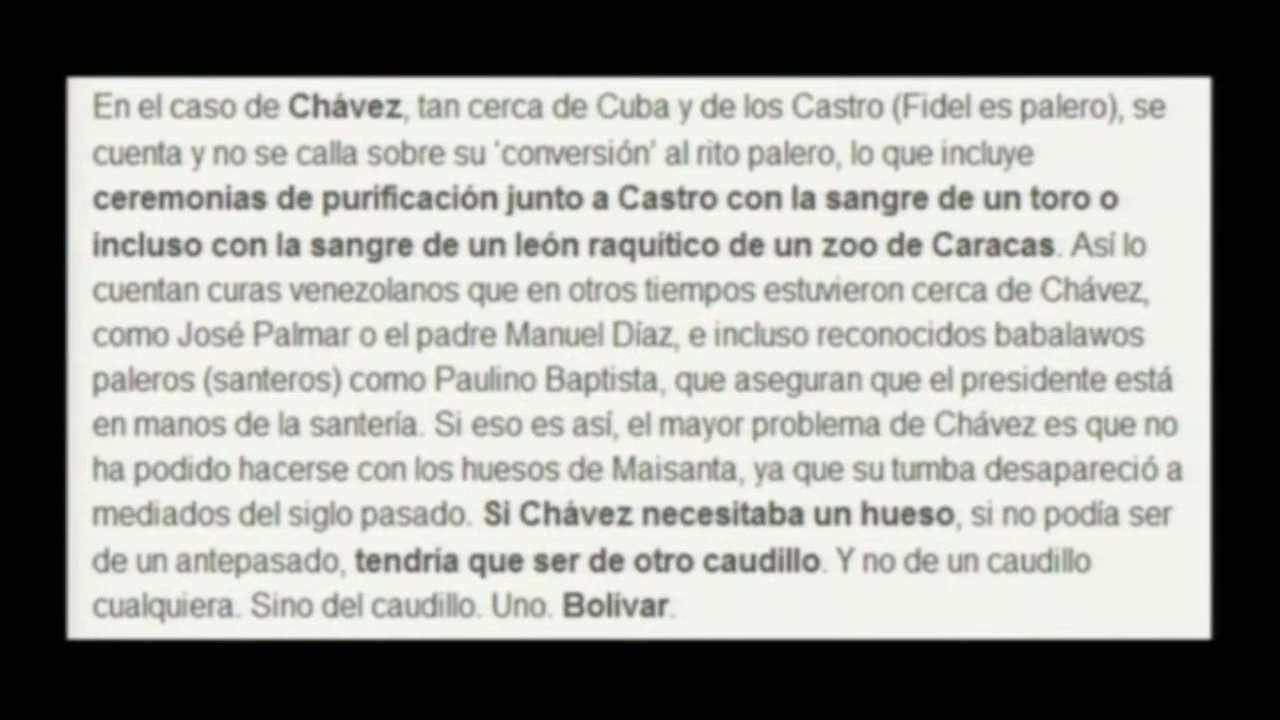 En el caso de Chávez, tan cerca de Cuba y de los Castro (Fidel es palero), se
cuenta y no se calla sobre su 'conversión' al rito palero, lo que incluye
ceremonias de purificación junto a Castro con la sangre de un toro o
incluso con la sangre de un león raquítico de un zoo de Caracas. Así lo
cuentan curas venezolanos que en otros tiempos estuvieron cerca de Chávez,
como José Palmar o el padre Manuel Díaz, e incluso reconocidos babalawos
paleros (santeros) como Paulino Baptista, que aseguran que el presidente está
en manos de la santería. Si eso es así, el mayor problema de Chávez es que no
ha podido hacerse con los huesos de Maisanta, ya que su tumba desapareció a
mediados del siglo pasado. Si Chávez necesitaba un hueso, si no podía ser
de un antepasado, tendría que ser de otro caudillo. Y no de un caudillo
cualquiera. Sino del caudillo. Uno. Bolívar.